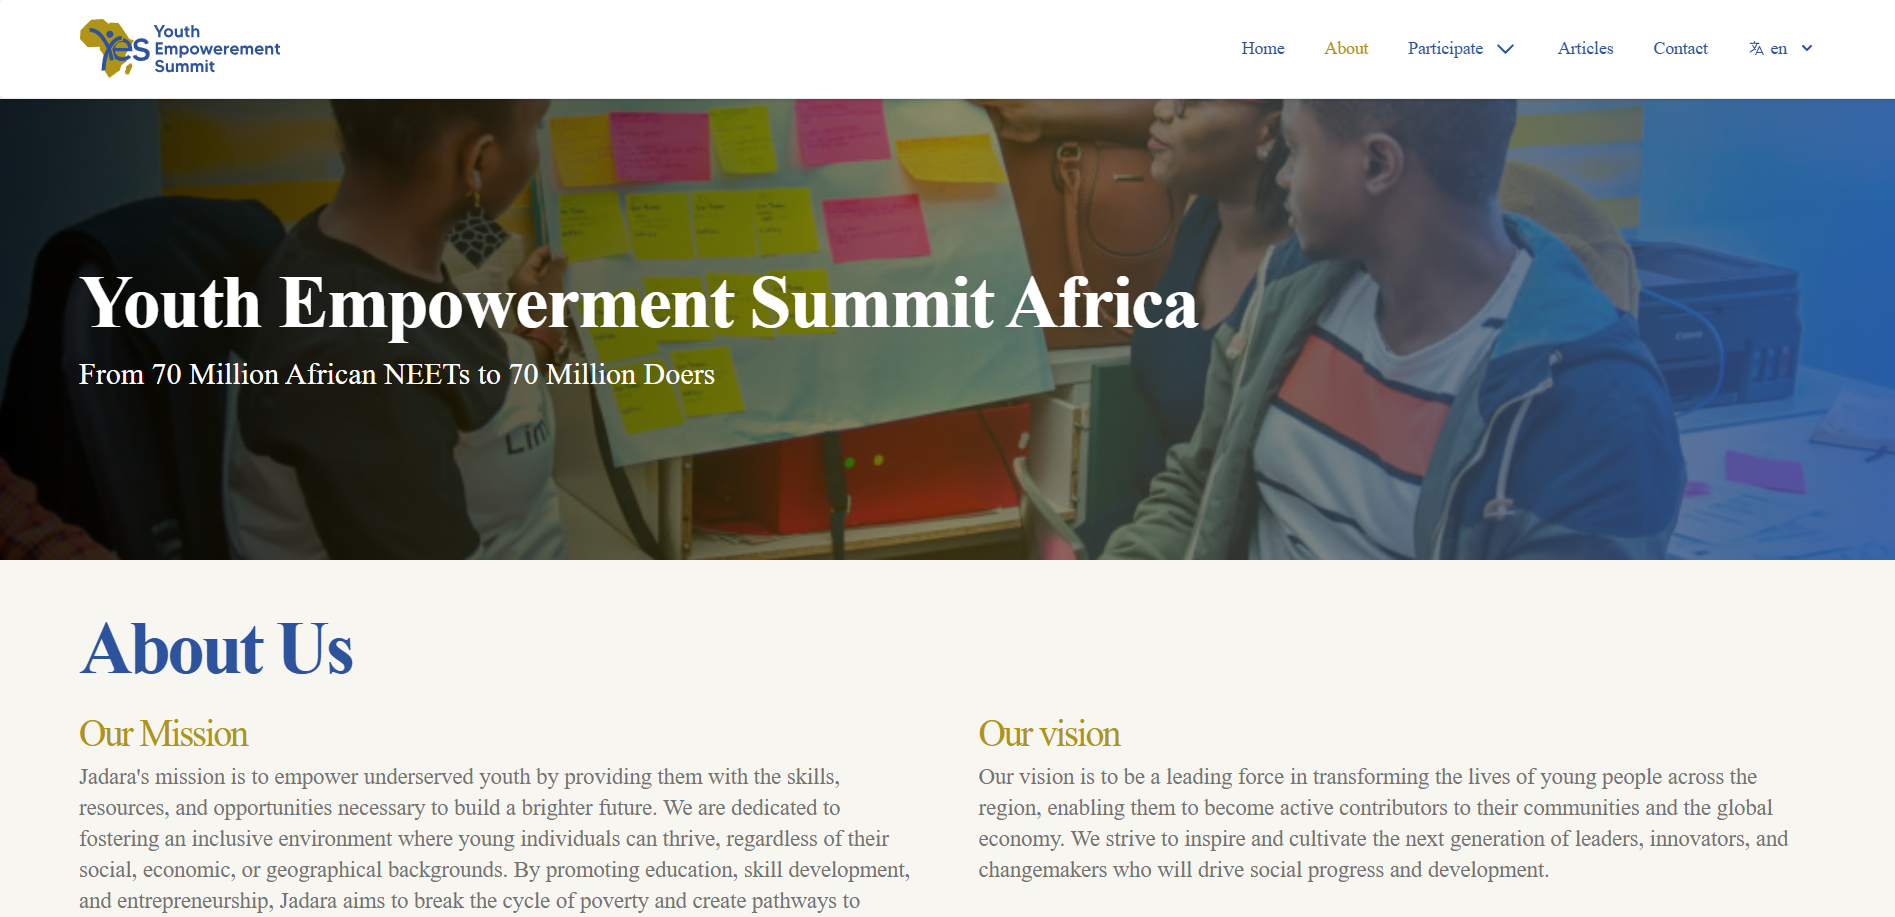 Yes
Youth
Empowerement
Summit
Home
About
Participate
Articles
Contact
en
Youth Empowerment Summit Africa
From 70 Million African NEETs to 70 Million Doers
Canon
About Us
Our Mission
Jadara's mission is to empower underserved youth by providing them with the skills,
resources, and opportunities necessary to build a brighter future. We are dedicated to
fostering an inclusive environment where young individuals can thrive, regardless of their
social, economic, or geographical backgrounds. By promoting education, skill development,
and entrepreneurship, Jadara aims to break the cycle of poverty and create pathways to
Our vision
Our vision is to be a leading force in transforming the lives of young people across the
region, enabling them to become active contributors to their communities and the global
economy. We strive to inspire and cultivate the next generation of leaders, innovators, and
changemakers who will drive social progress and development.